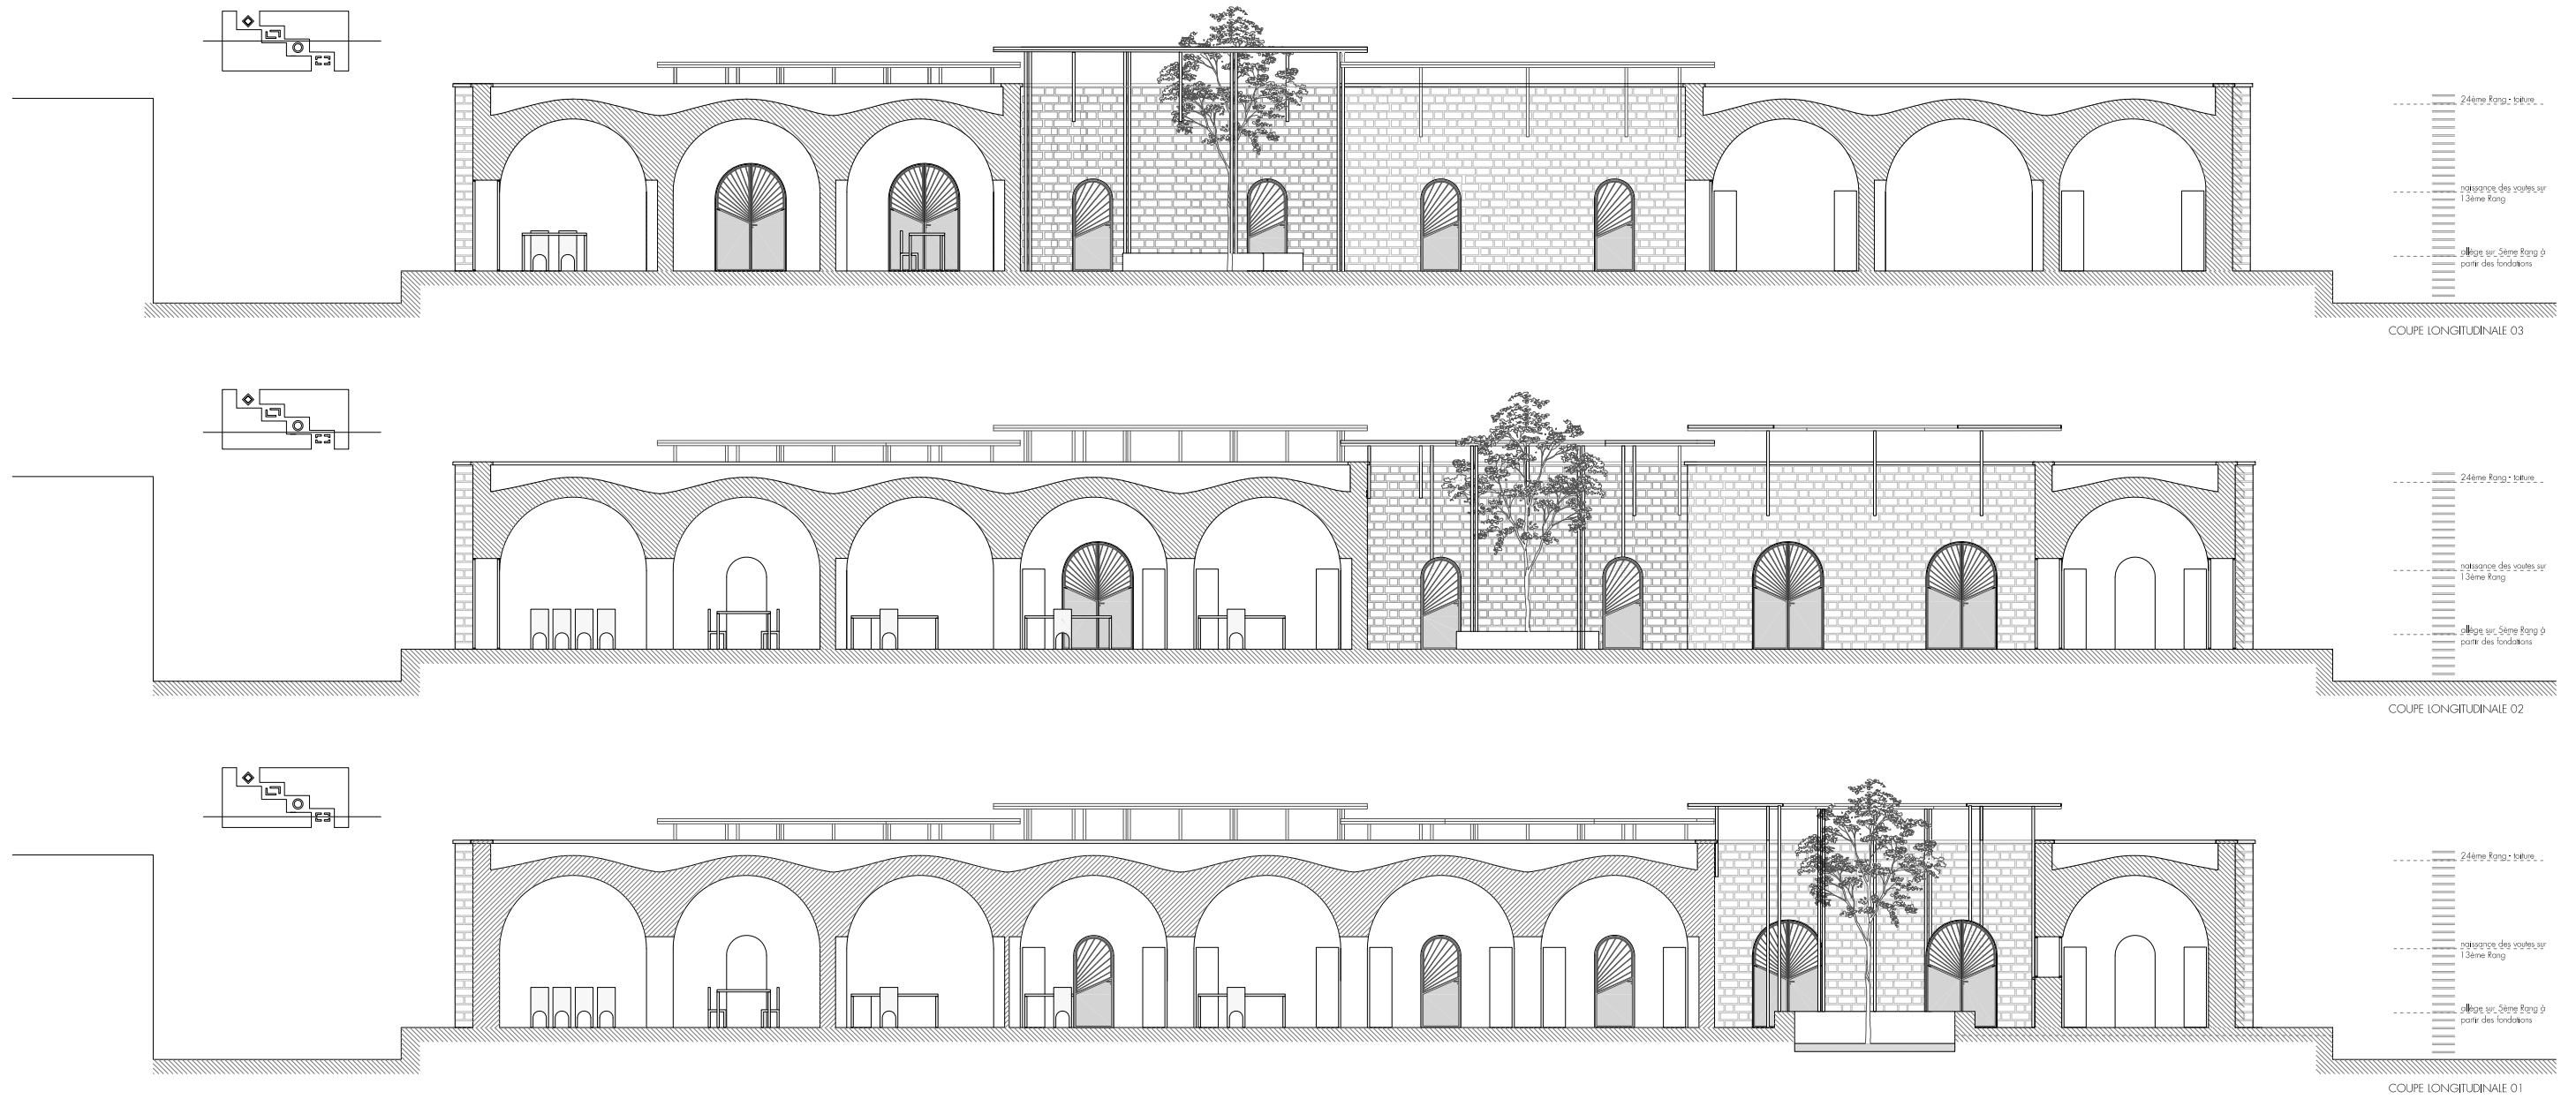 24ème Rang - toiture
naissance des voutes sur
13ème Rang
allège sur 5ème Rang à
partir des fondations
COUPE LONGITUDINALE 03
24ème Rang - toiture
naissance des voutes sur
13ème Rang
allège sur 5ème Rang à
partir des fondations
COUPE LONGITUDINALE 02
24ème Rang - toiture
naissance des voutes sur
13ème Rang
allège sur 5ème Rang à
partir des fondations
COUPE LONGITUDINALE 01